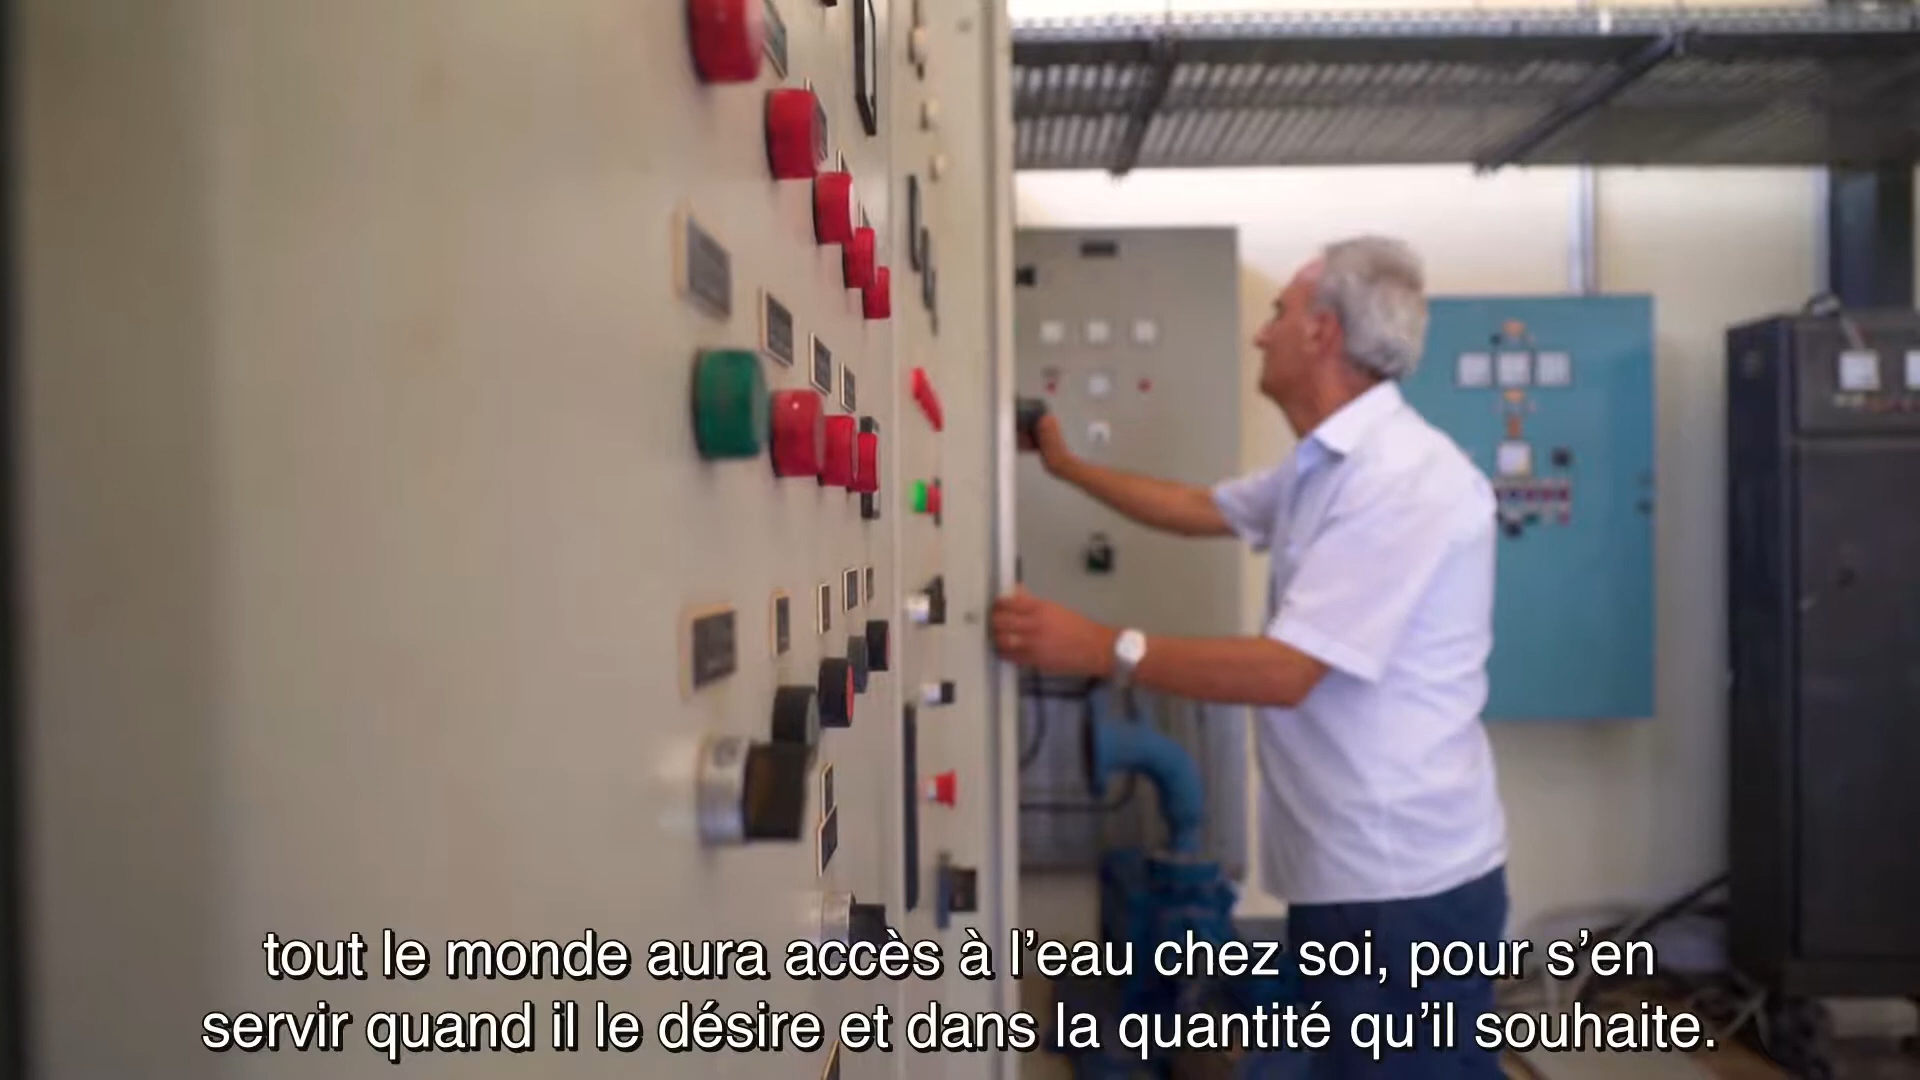 tout le monde aura accès à l’eau chez soi, pour s’en
servir quand il le désire et dans la quantité qu’il souhaite.